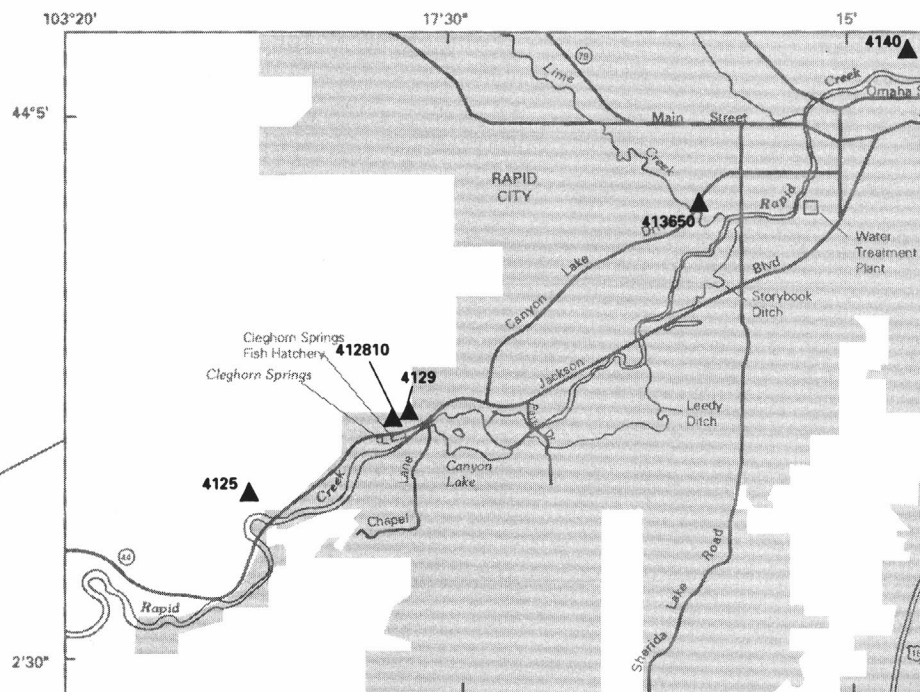 103°20'
17'30"
15'
4140
79
Lime
Creek
Omaha S
44°5'
Main Street
Creek
RAPID
CITY
Rapid
413650
Dr
Water
Treatment
Plant
Lake
Blvd
Canyon
Storybook
Ditch
Cleghorn Springs
Fish Hatchery
412810
Cleghorn Springs
4129
Jackson
Leedy
Ditch
Canyon
Lake
Lane
4125
Creek
Chapel
Road
44
Lake
Rapid
Sherida
2'30"